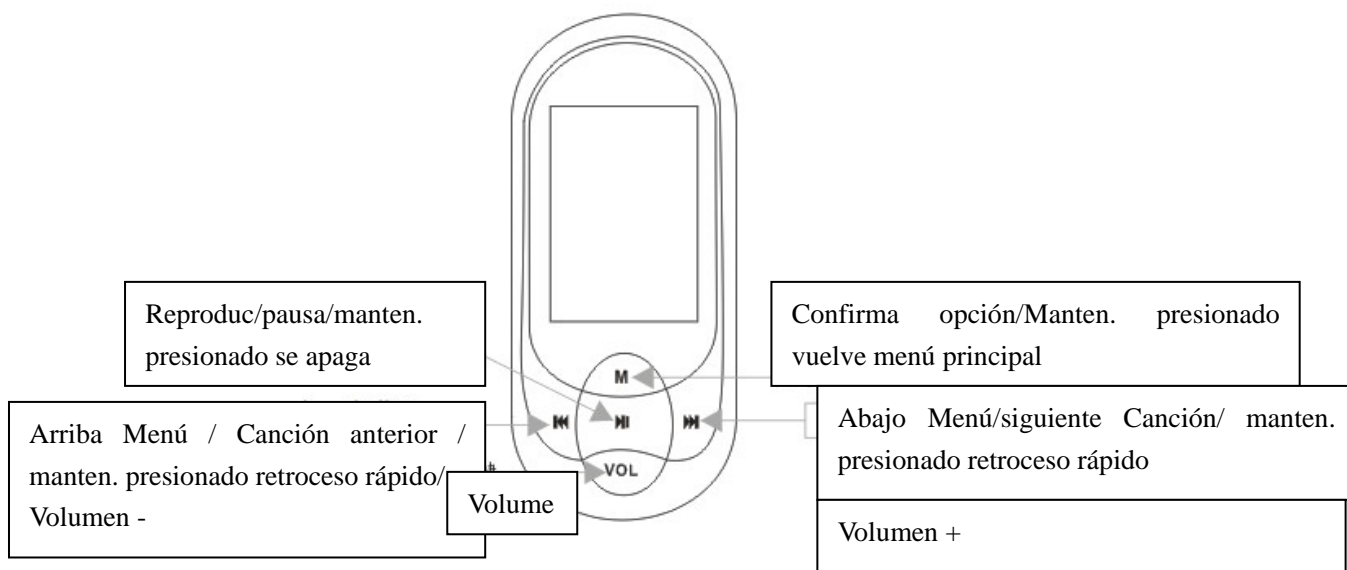 Reproduc/pausa/manten.
presionado se apaga
Confirma opción/Manten. presionado
vuelve menú principal
M
Arriba Menú / Canción anterior /
manten. presionado retroceso rápido/
Volumen -
Abajo Menú/siguiente Canción/ manten.
presionado retroceso rápido
VOL
Volume
Volumen +